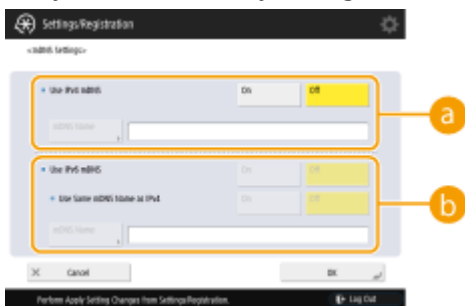 Settings/Registration
<mDNS Settings>
Use IPv4 mDNS
On
Off
a
mDNS Name
Use IPv6 mDNS
On
Off
b
Use Same mDNS Name as IPv4
On
Off
mDNS Name
Cancel
OK
Perform Apply Setting Changes from Settings/Registration.
Log Out